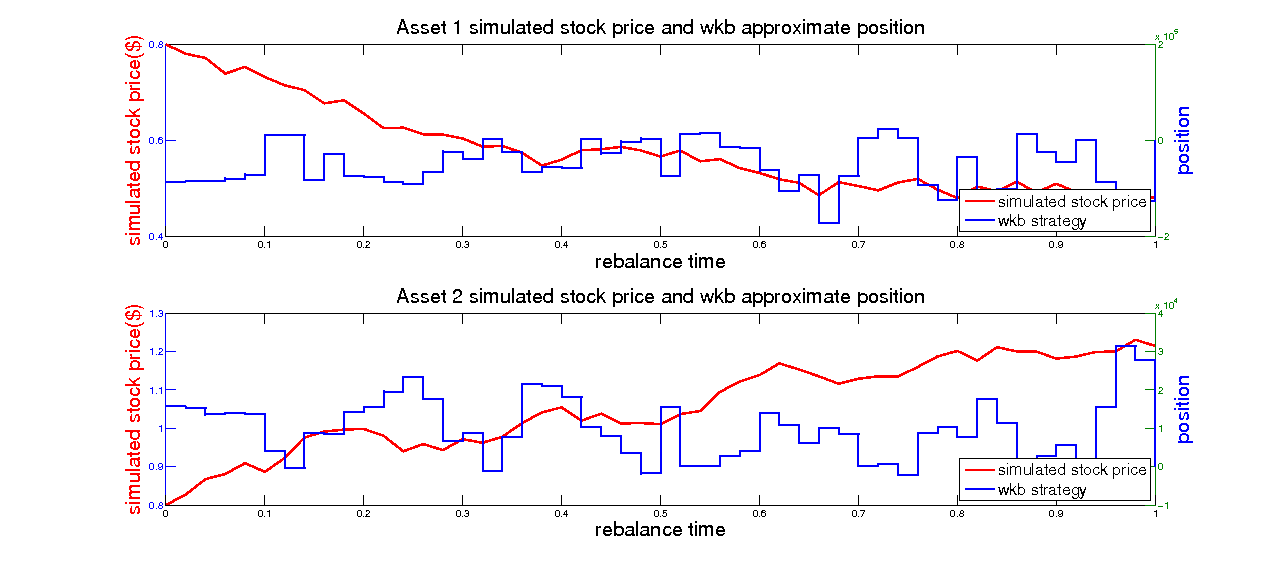 Asset 1 simulated stock price and wkb approximate position
simulated stock price($)
0.8
0.6
0.4
x 10^5
2
0
-2
position
0 0.1 0.2 0.3 0.4 0.5 0.6 0.7 0.8 0.9 1
rebalance time
simulated stock price
wkb strategy
Asset 2 simulated stock price and wkb approximate position
simulated stock price($)
1.3
1.2
1.1
1
0.9
0.8
x 10^4
4
3
2
1
0
-1
position
0 0.1 0.2 0.3 0.4 0.5 0.6 0.7 0.8 0.9 1
rebalance time
simulated stock price
wkb strategy